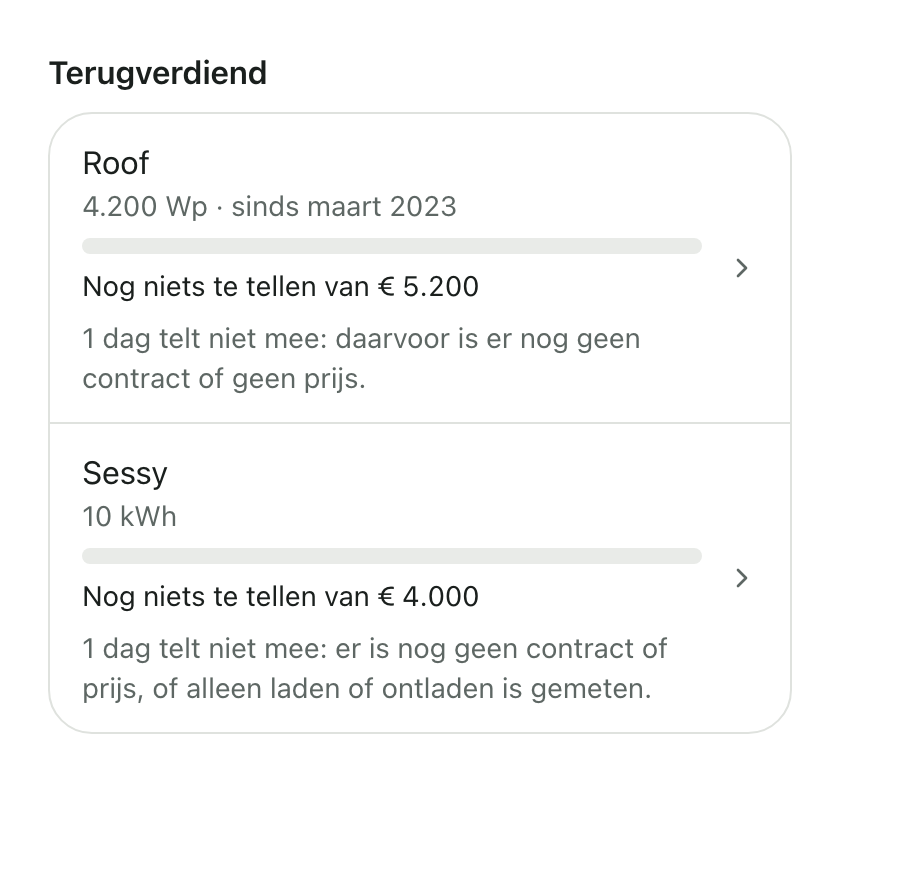 Terugverdiend
Roof
4.200 Wp · sinds maart 2023
Nog niets te tellen van € 5.200
1 dag telt niet mee: daarvoor is er nog geen
contract of geen prijs.
Sessy
10 kWh
Nog niets te tellen van € 4.000
1 dag telt niet mee: er is nog geen contract of
prijs, of alleen laden of ontladen is gemeten.